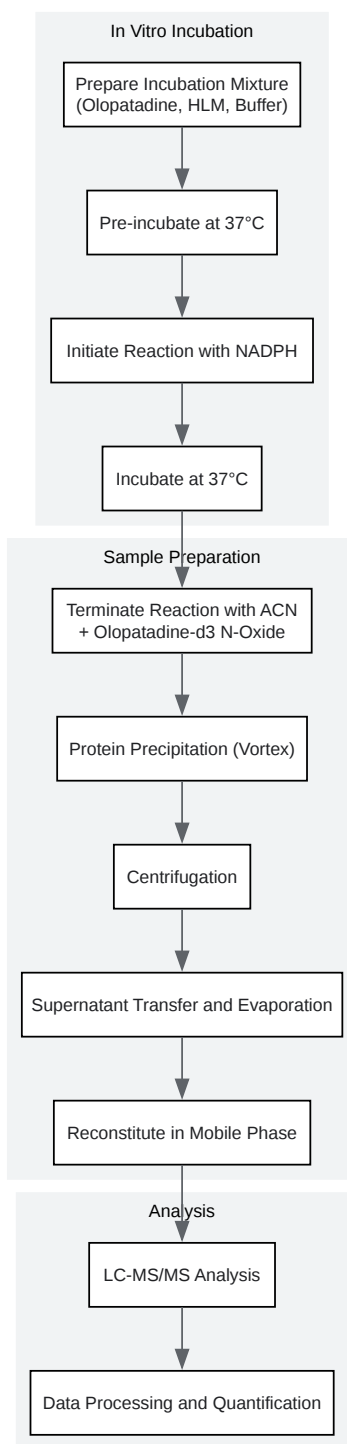 In Vitro Incubation
Prepare Incubation Mixture
(Olopatadine, HLM, Buffer)
Pre-incubate at 37°C
Initiate Reaction with NADPH
Incubate at 37°C
Sample Preparation
Terminate Reaction with ACN
+ Olopatadine-d3 N-Oxide
Protein Precipitation (Vortex)
Centrifugation
Supernatant Transfer and Evaporation
Reconstitute in Mobile Phase
Analysis
LC-MS/MS Analysis
Data Processing and Quantification